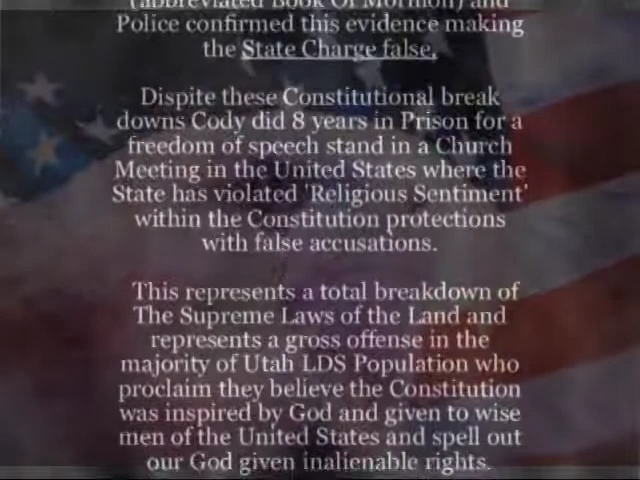 (abbreviated Book Of Mormon) and
Police confirmed this evidence making
the State Charge false,
Dispite these Constitutional break
downs Cody did 8 years in Prison for a
freedom of speech stand in a Church
Meeting in the United States where the
State has violated 'Religious Sentiment'
within the Constitution protections
with false accusations.
This represents a total breakdown of
The Supreme Laws of the Land and
represents a gross offense in the
majority of Utah LDS Population who
proclaim they believe the Constitution
was inspired by God and given to wise
men of the United States and spell out
our God given inalienable rights.